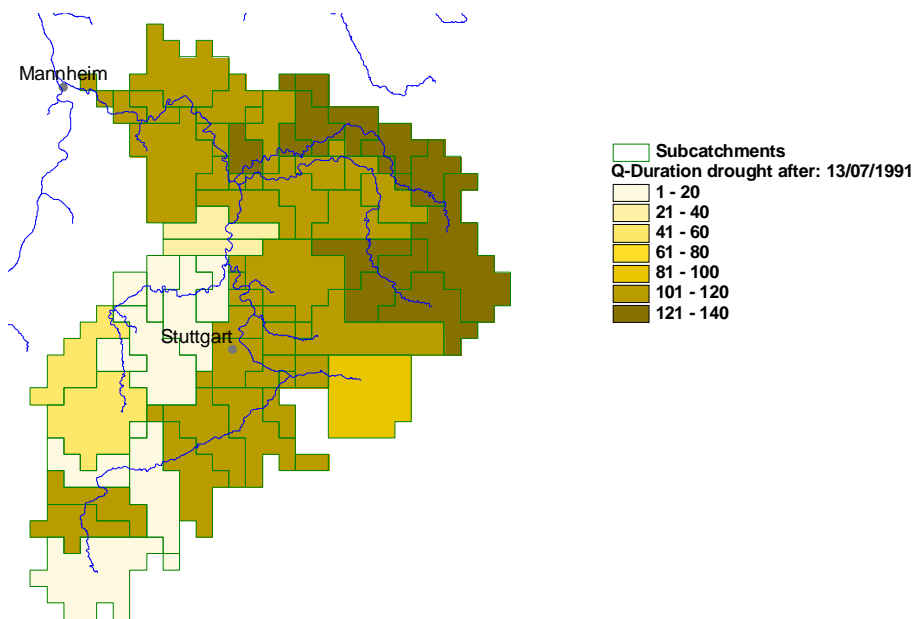 Mannheim
Stuttgart
Subcatchments
Q-Duration drought after: 13/07/1991
1 - 20
21 - 40
41 - 60
61 - 80
81 - 100
101 - 120
121 - 140